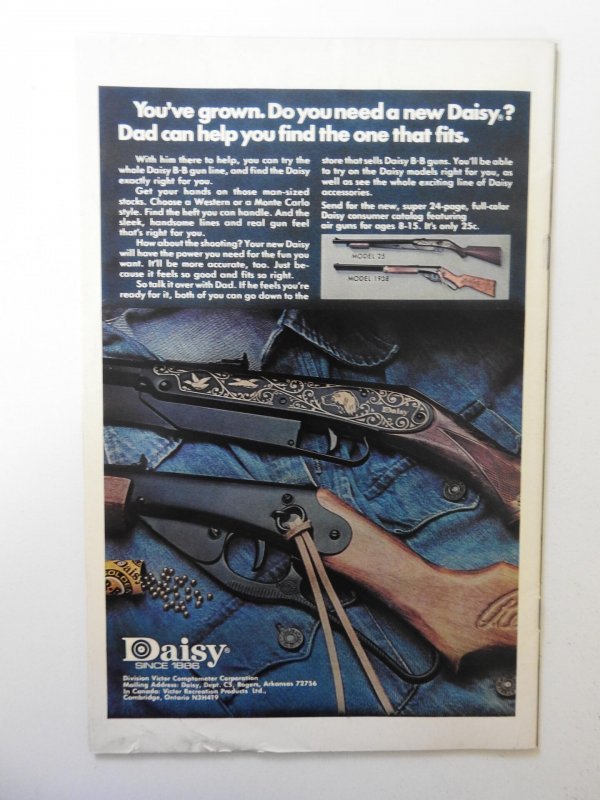 You've grown. Do you need a new Daisy®?
Dad can help you find the one that fits.
With him there to help, you can try the
whole Daisy B·B gun line, and find the Daisy
exactly right for you.
Get your hands on those man-sized
stocks. Choose a Western or a Monte Carlo
style. Find the heft you can handle. And the
sleek, handsome lines and real gun feel
that's right for you.
How about the shooting? Your new Daisy
will have the power you need for the fun you
want. It'll be more accurate, too. Just be-
cause it feels so good and fits so right.
So talk it over with Dad. If he feels you're
ready for it, both of you can go down to the
store that sells Daisy B·B guns. You'll be able
to try on the Daisy models right for you, as
well as see the whole exciting line of Daisy
accessories.
Send for the new, super 24-page, full-color
Daisy consumer catalog featuring
air guns for ages 8-15. It's only 25c.
MODEL 25
MODEL 1938
Daisy
Daisy
Daisy®
SINCE 1886
Division Victor Comptometer Corporation
Mailing Address: Daisy, Dept. C5, Rogers, Arkansas 72756
In Canada: Victor Recreation Products Ltd.,
Cambridge, Ontario N3H4T9